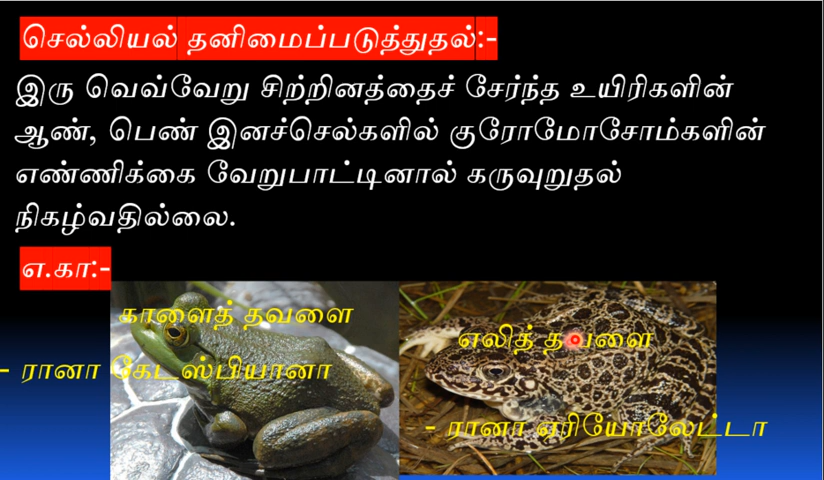 செல்லியல் தனிமைப்படுத்துதல்:-
இரு வெவ்வேறு சிற்றினத்தைச் சேர்ந்த உயிரிகளின்
ஆண், பெண் இனச்செல்களில் குரோமோசோம்களின்
எண்ணிக்கை வேறுபாட்டினால் கருவுறுதல்
நிகழ்வதில்லை.
எ.கா:-
காளைத் தவளை
- ரானா கேடஸ்பியானா
எலித் தவளை
- ரானா ஏரியோலேட்டா